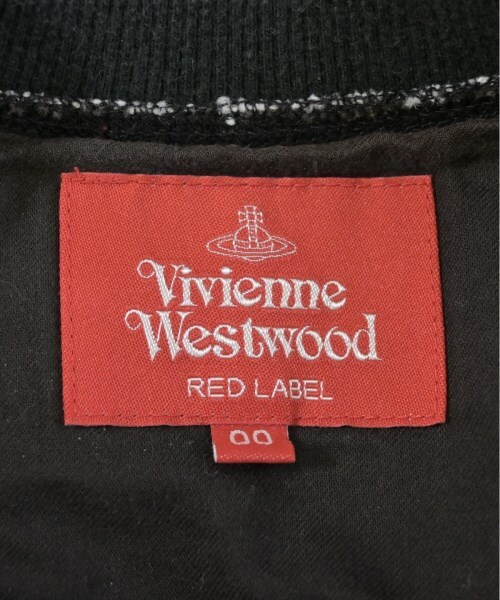 Vivienne
Westwood
RED LABEL
00